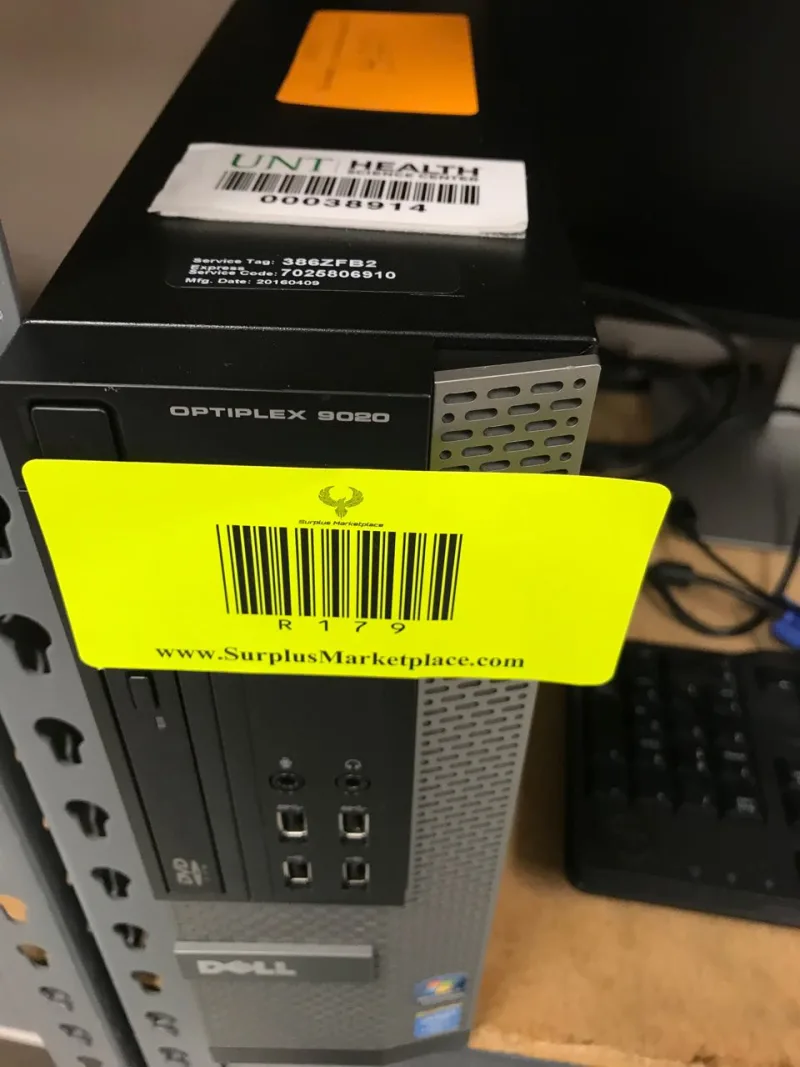 UNT HEALTH
SCIENCE CENTER
00038914
Service Tag: 386ZFB2
Express
Service Code: 7025806910
Mfg. Date: 20160409
OPTIPLEX 9020
Surplus Marketplace
R179
www.SurplusMarketplace.com
DVD
DELL